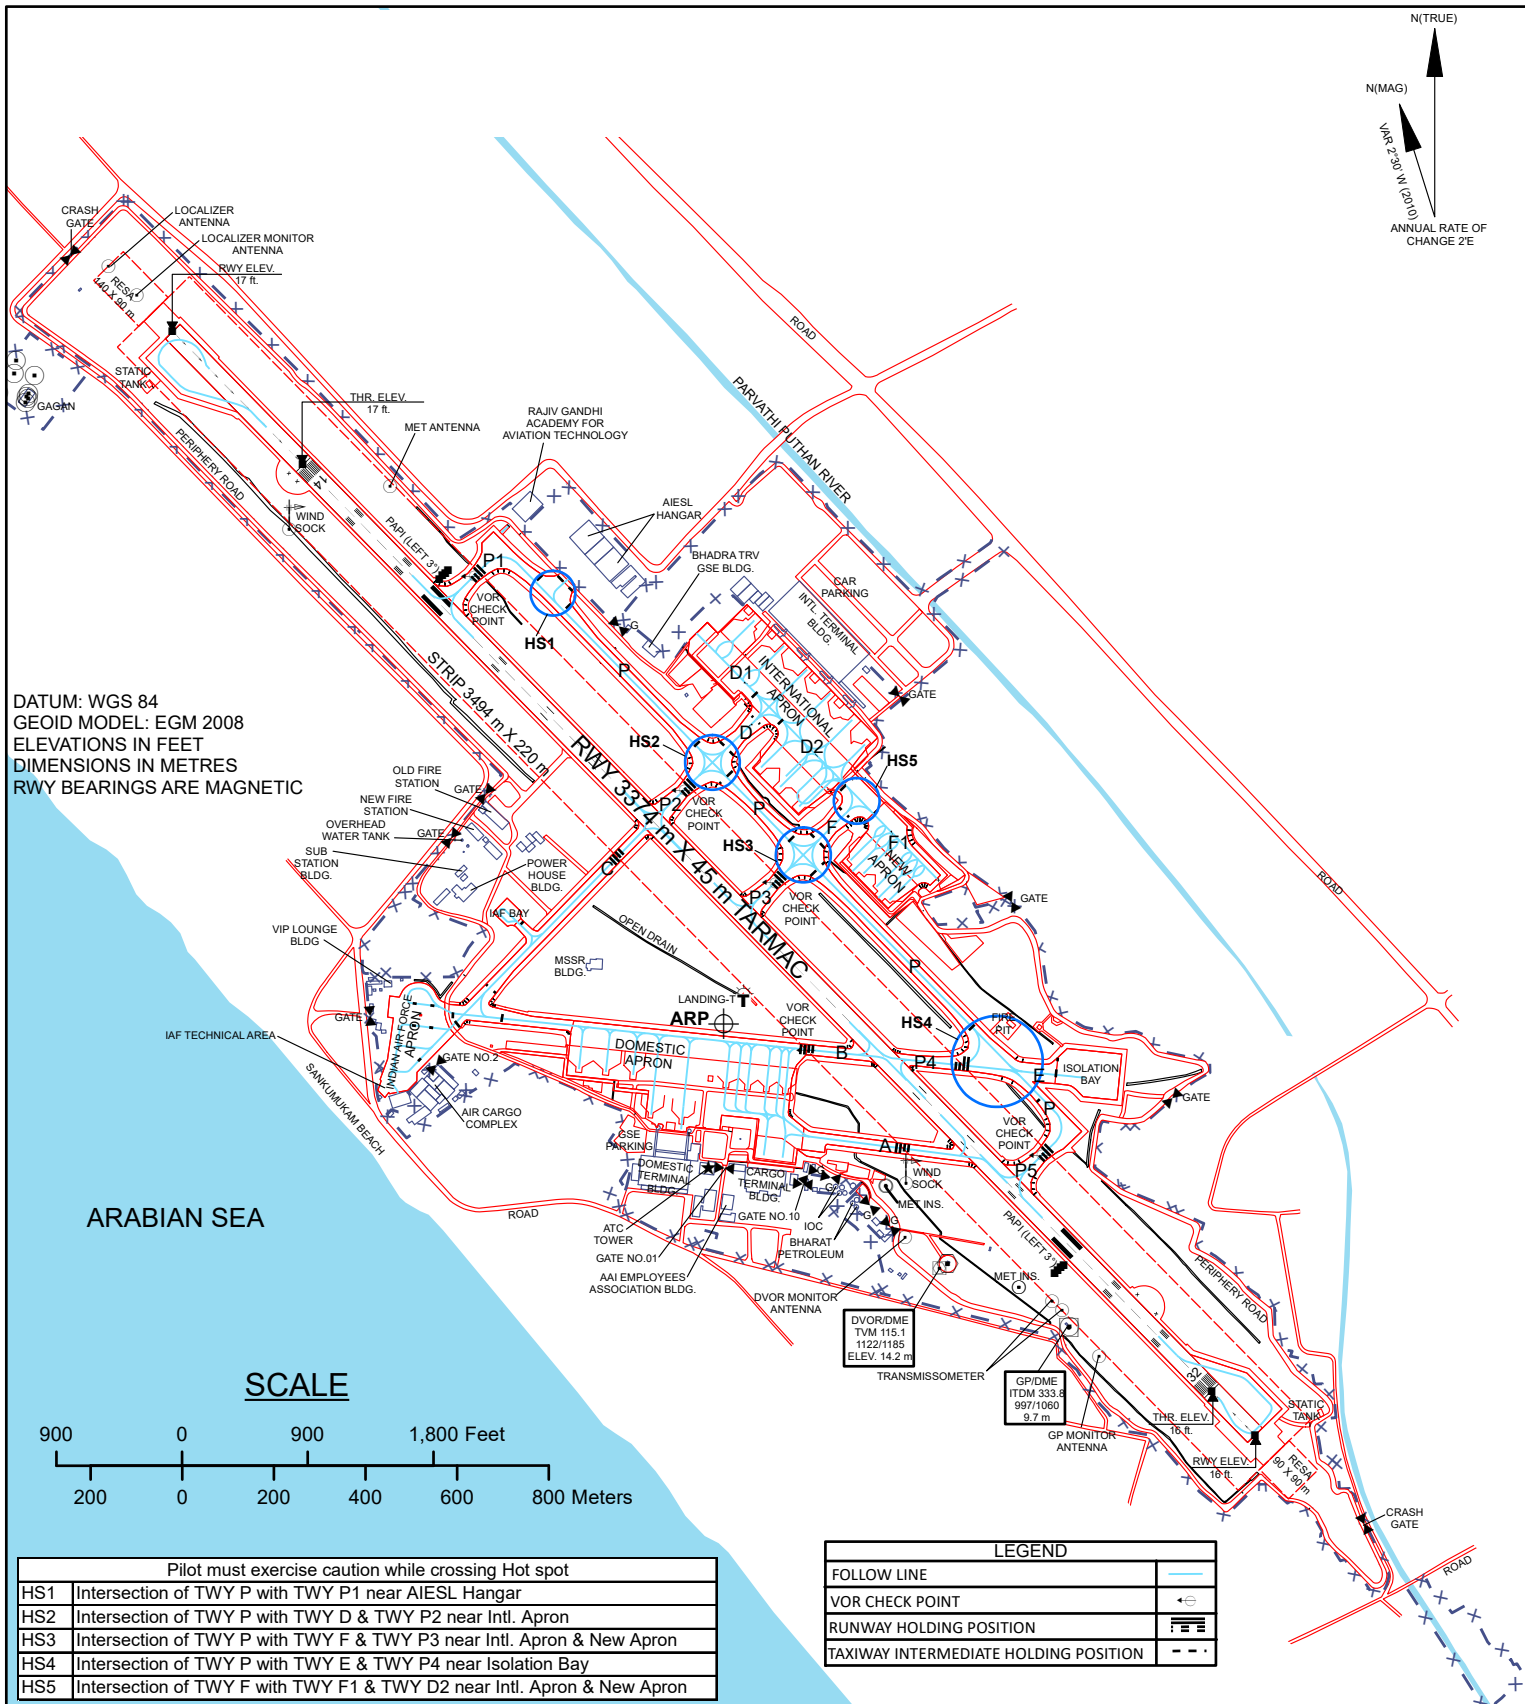 N(TRUE)
N(MAG)
VAR 2°30' W (2010)
ANNUAL RATE OF
CHANGE 2'E
CRASH
GATE
LOCALIZER
ANTENNA
LOCALIZER MONITOR
ANTENNA
RWY ELEV.
17 ft.
RESA
140 X 90 m
STATIC
TANK
GAGAN
THR. ELEV.
17 ft.
MET ANTENNA
RAJIV GANDHI
ACADEMY FOR
AVIATION TECHNOLOGY
AIESL
HANGAR
BHADRA TRV
GSE BLDG.
ROAD
PARVATHI PUTHAN RIVER
CAR
PARKING
INTL. TERMINAL
BLDG.
PERIPHERY ROAD
WIND
SOCK
14
PAPI (LEFT 3°)
P1
VOR
CHECK
POINT
HS1
G
P
D1
INTERNATIONAL
APRON
D
D2
GATE
HS2
HS5
STRIP 3494 m X 220 m
RWY 3374 m X 45 m TARMAC
DATUM: WGS 84
GEOID MODEL: EGM 2008
ELEVATIONS IN FEET
DIMENSIONS IN METRES
RWY BEARINGS ARE MAGNETIC
OLD FIRE
STATION
GATE
NEW FIRE
STATION
OVERHEAD
WATER TANK
GATE
SUB
STATION
BLDG.
POWER
HOUSE
BLDG.
P2
VOR
CHECK
POINT
P
F
F1
NEW
APRON
HS3
C
P3
VOR
CHECK
POINT
GATE
ROAD
IAF BAY
VIP LOUNGE
BLDG
OPEN DRAIN
MSSR
BLDG.
P
LANDING-T
T
ARP
VOR
CHECK
POINT
HS4
FIRE
PIT
GATE
IAF TECHNICAL AREA
INDIAN AIR FORCE
APRON
GATE NO.2
DOMESTIC
APRON
B
P4
E
ISOLATION
BAY
GATE
SANKUMUKAM BEACH
AIR CARGO
COMPLEX
GSE
PARKING
P
VOR
CHECK
POINT
A
P5
DOMESTIC
TERMINAL
BLDG.
CARGO
TERMINAL
BLDG.
G
G
WIND
SOCK
MET INS.
ROAD
ATC
TOWER
GATE NO.10
IOC
G
G
GATE NO.01
BHARAT
PETROLEUM
AAI EMPLOYEES
ASSOCIATION BLDG.
DVOR MONITOR
ANTENNA
MET INS.
PAPI (LEFT 3°)
PERIPHERY ROAD
ARABIAN SEA
DVOR/DME
TVM 115.1
1122/1185
ELEV. 14.2 m
TRANSMISSOMETER
GP/DME
ITDM 333.8
997/1060
9.7 m
GP MONITOR
ANTENNA
32
THR. ELEV.
16 ft.
STATIC
TANK
RWY ELEV.
16 ft.
RESA
90 X 90 m
CRASH
GATE
ROAD
SCALE
900 0 900 1,800 Feet
200 0 200 400 600 800 Meters
Pilot must exercise caution while crossing Hot spot
HS1 Intersection of TWY P with TWY P1 near AIESL Hangar
HS2 Intersection of TWY P with TWY D & TWY P2 near Intl. Apron
HS3 Intersection of TWY P with TWY F & TWY P3 near Intl. Apron & New Apron
HS4 Intersection of TWY P with TWY E & TWY P4 near Isolation Bay
HS5 Intersection of TWY F with TWY F1 & TWY D2 near Intl. Apron & New Apron
LEGEND
FOLLOW LINE
VOR CHECK POINT
RUNWAY HOLDING POSITION
TAXIWAY INTERMEDIATE HOLDING POSITION